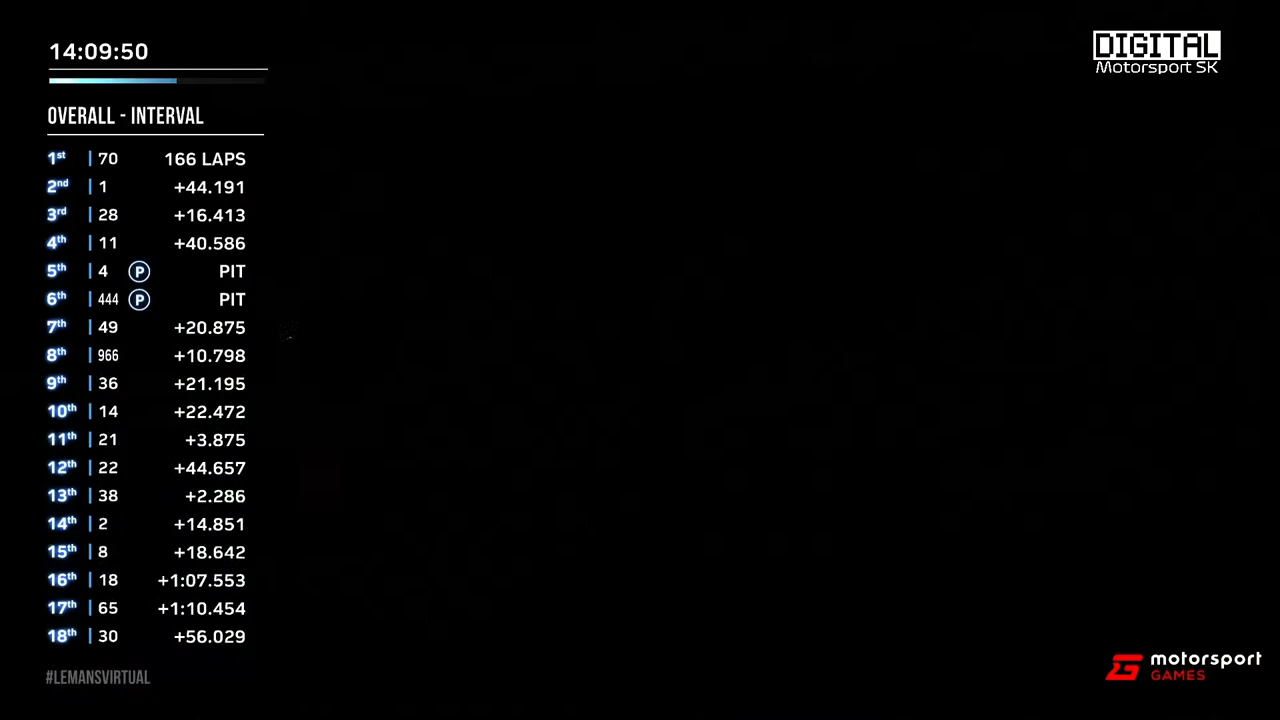 14:09:50
DIGITAL
Motorsport SK
OVERALL - INTERVAL
1st 70 166 LAPS
2nd 1 +44.191
3rd 28 +16.413
4th 11 +40.586
5th 4 P PIT
6th 444 P PIT
7th 49 +20.875
8th 966 +10.798
9th 36 +21.195
10th 14 +22.472
11th 21 +3.875
12th 22 +44.657
13th 38 +2.286
14th 2 +14.851
15th 8 +18.642
16th 18 +1:07.553
17th 65 +1:10.454
18th 30 +56.029
#LEMANSVIRTUAL
motorsport
GAMES